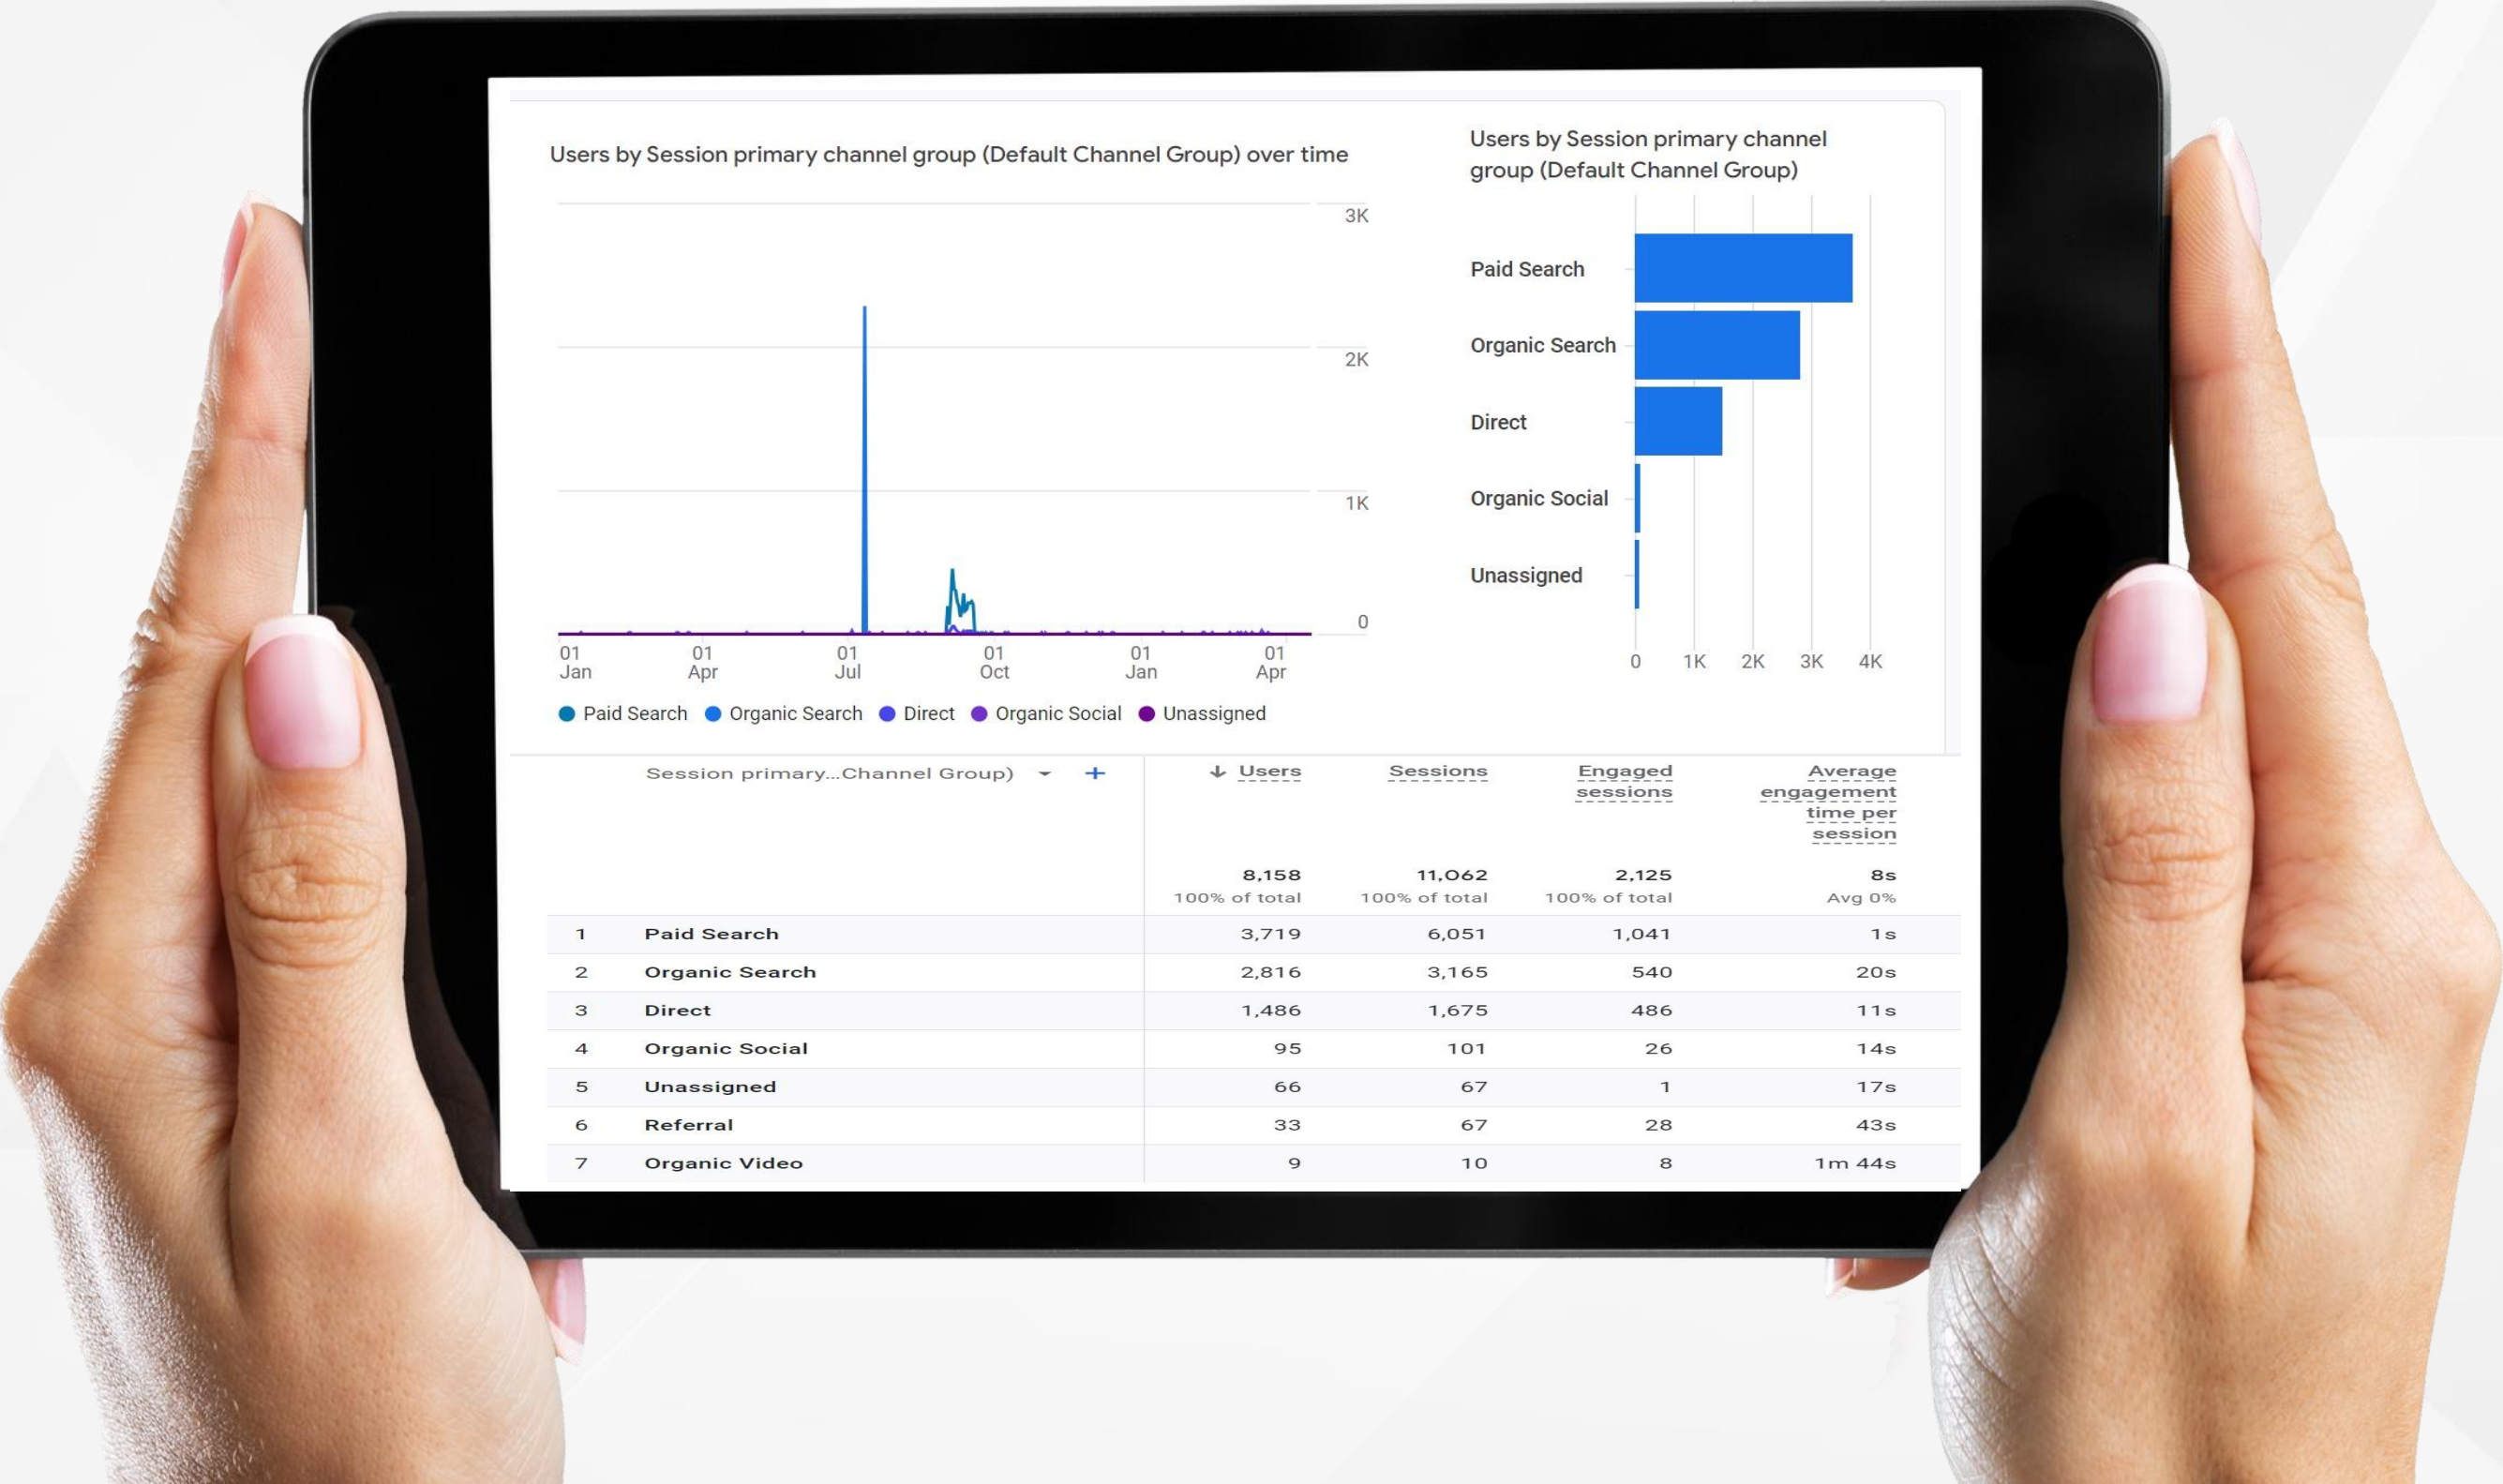 Users by Session primary channel group (Default Channel Group) over time
3K
2K
1K
0
01 Jan
01 Apr
01 Jul
01 Oct
01 Jan
01 Apr
Paid Search Organic Search Direct Organic Social Unassigned
Users by Session primary channel
group (Default Channel Group)
Paid Search
Organic Search
Direct
Organic Social
Unassigned
0 1K 2K 3K 4K
Session primary...Channel Group) + ↓ Users Sessions Engaged sessions Average engagement time per session
8,158 11,062 2,125 8s
100% of total 100% of total 100% of total Avg 0%
1 Paid Search 3,719 6,051 1,041 1s
2 Organic Search 2,816 3,165 540 20s
3 Direct 1,486 1,675 486 11s
4 Organic Social 95 101 26 14s
5 Unassigned 66 67 1 17s
6 Referral 33 67 28 43s
7 Organic Video 9 10 8 1m 44s